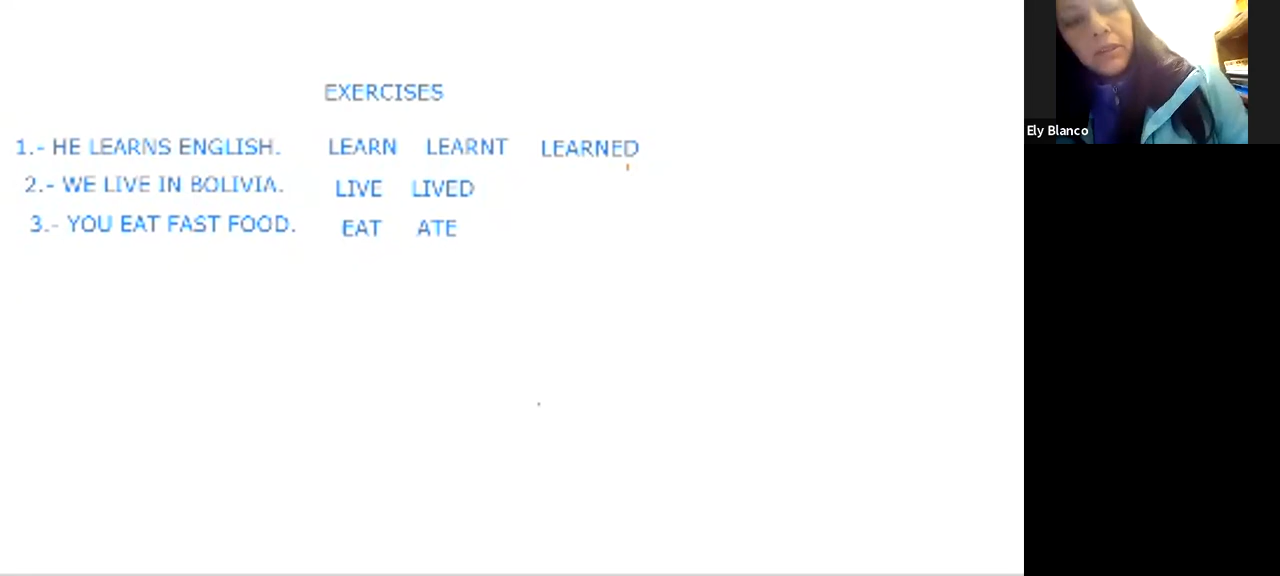 EXERCISES
1.- HE LEARNS ENGLISH. LEARN LEARNT LEARNED
2.- WE LIVE IN BOLIVIA. LIVE LIVED
3.- YOU EAT FAST FOOD. EAT ATE
Ely Blanco